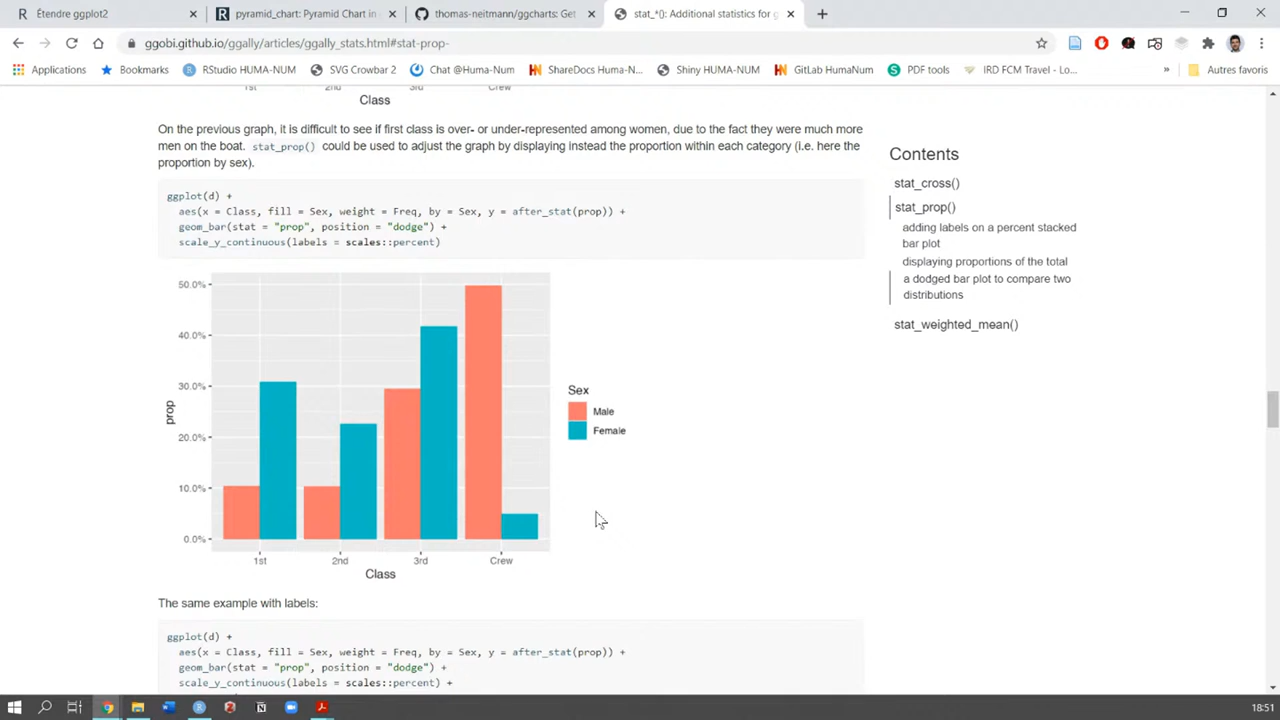 Étendre ggplot2
pyramid_chart: Pyramid Chart in
thomas-neitmann/ggcharts: Get
stat_*(): Additional statistics for g
ggobi.github.io/ggally/articles/ggally_stats.html#stat-prop-
Applications
Bookmarks
RStudio HUMA-NUM
SVG Crowbar 2
Chat @Huma-Num
ShareDocs Huma-N...
Shiny HUMA-NUM
GitLab HumaNum
PDF tools
IRD FCM Travel - Lo...
»
Autres favoris
1st 2nd 3rd Crew
Class
On the previous graph, it is difficult to see if first class is over- or under-represented among women, due to the fact they were much more
men on the boat. stat_prop() could be used to adjust the graph by displaying instead the proportion within each category (i.e. here the
proportion by sex).
ggplot(d) +
aes(x = Class, fill = Sex, weight = Freq, by = Sex, y = after_stat(prop)) +
geom_bar(stat = "prop", position = "dodge") +
scale_y_continuous(labels = scales::percent)
50.0%
40.0%
30.0%
20.0%
10.0%
0.0%
prop
1st 2nd 3rd Crew
Class
Sex
Male
Female
The same example with labels:
ggplot(d) +
aes(x = Class, fill = Sex, weight = Freq, by = Sex, y = after_stat(prop)) +
geom_bar(stat = "prop", position = "dodge") +
scale_y_continuous(labels = scales::percent) +
Contents
stat_cross()
stat_prop()
adding labels on a percent stacked
bar plot
displaying proportions of the total
a dodged bar plot to compare two
distributions
stat_weighted_mean()
18:51